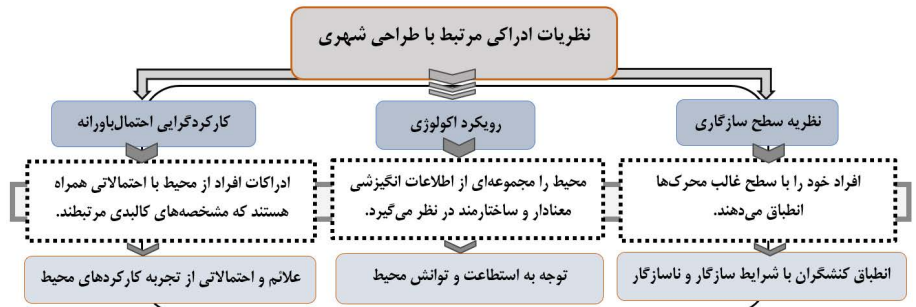 نظریات ادراکی مرتبط با طراحی شهری
نظریه سطح سازگاری
رویکرد اکولوژی
کارکردگرایی احتمال‌باورانه
افراد خود را با سطح غالب محرک‌ها
انطباق می‌دهند.
محیط را مجموعه‌ای از اطلاعات انگیزشی
معنادار و ساختارمند در نظر می‌گیرد.
ادراکات افراد از محیط با احتمالاتی همراه
هستند که مشخصه‌های کالبدی مرتبطند.
انطباق کنشگران با شرایط سازگار و ناسازگار
توجه به استطاعت و توانش محیط
علائم و احتمالاتی از تجربه کارکردهای محیط